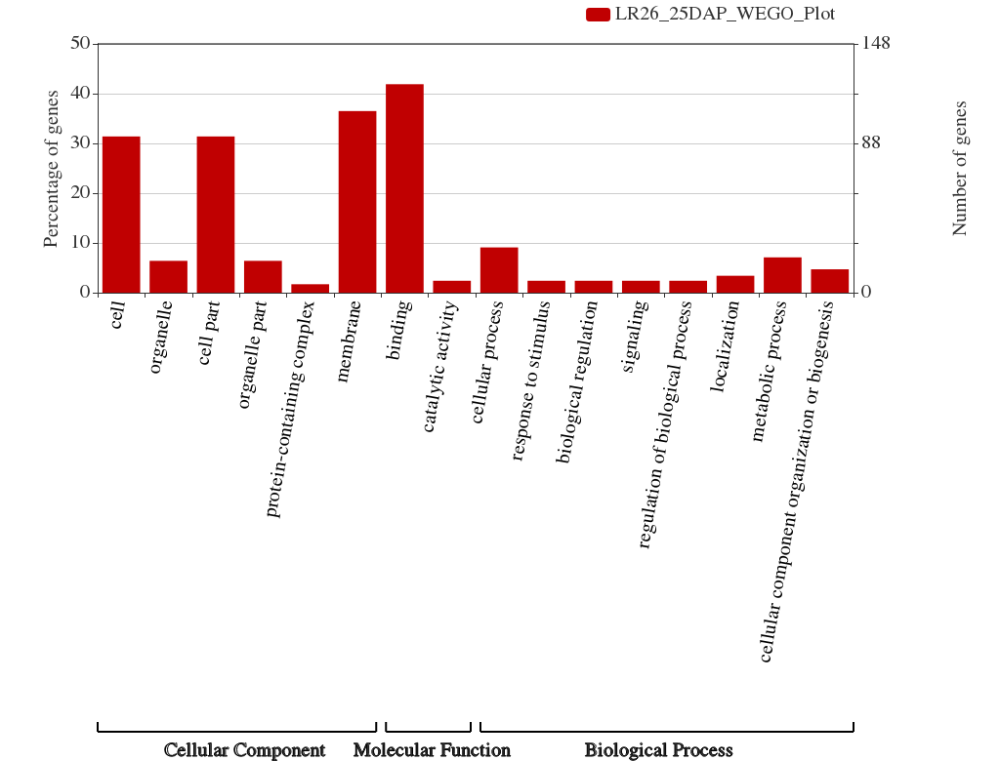 LR26_25DAP_WEGO_Plot
50
40
30
20
10
0
Percentage of genes
148
88
0
Number of genes
cell
organelle
cell part
organelle part
protein-containing complex
membrane
binding
catalytic activity
cellular process
response to stimulus
biological regulation
signaling
regulation of biological process
localization
metabolic process
cellular component organization or biogenesis
Cellular Component
Molecular Function
Biological Process